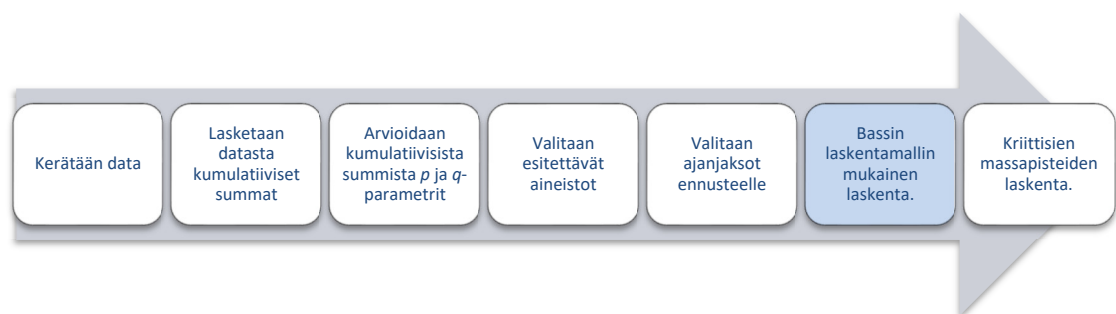 Kerätään data
Lasketaan
datasta
kumulatiiviset
summat
Arvioidaan
kumulatiivisista
summista p ja q-
parametrit
Valitaan
esitettävät
aineistot
Valitaan
ajanjaksot
ennusteelle
Bassin
laskentamallin
mukainen
laskenta.
Kriittisien
massapisteiden
laskenta.